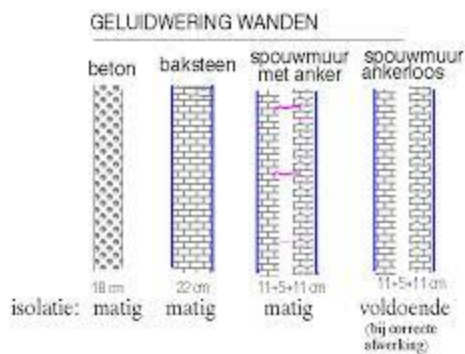 GELUIDWERING WANDEN
beton baksteen spouwmuur met anker spouwmuur ankerloos
18 cm 22 cm 11+5+11 cm 11+5+11 cm
isolatie: matig matig matig voldoende
(bij correcte
afwerking)